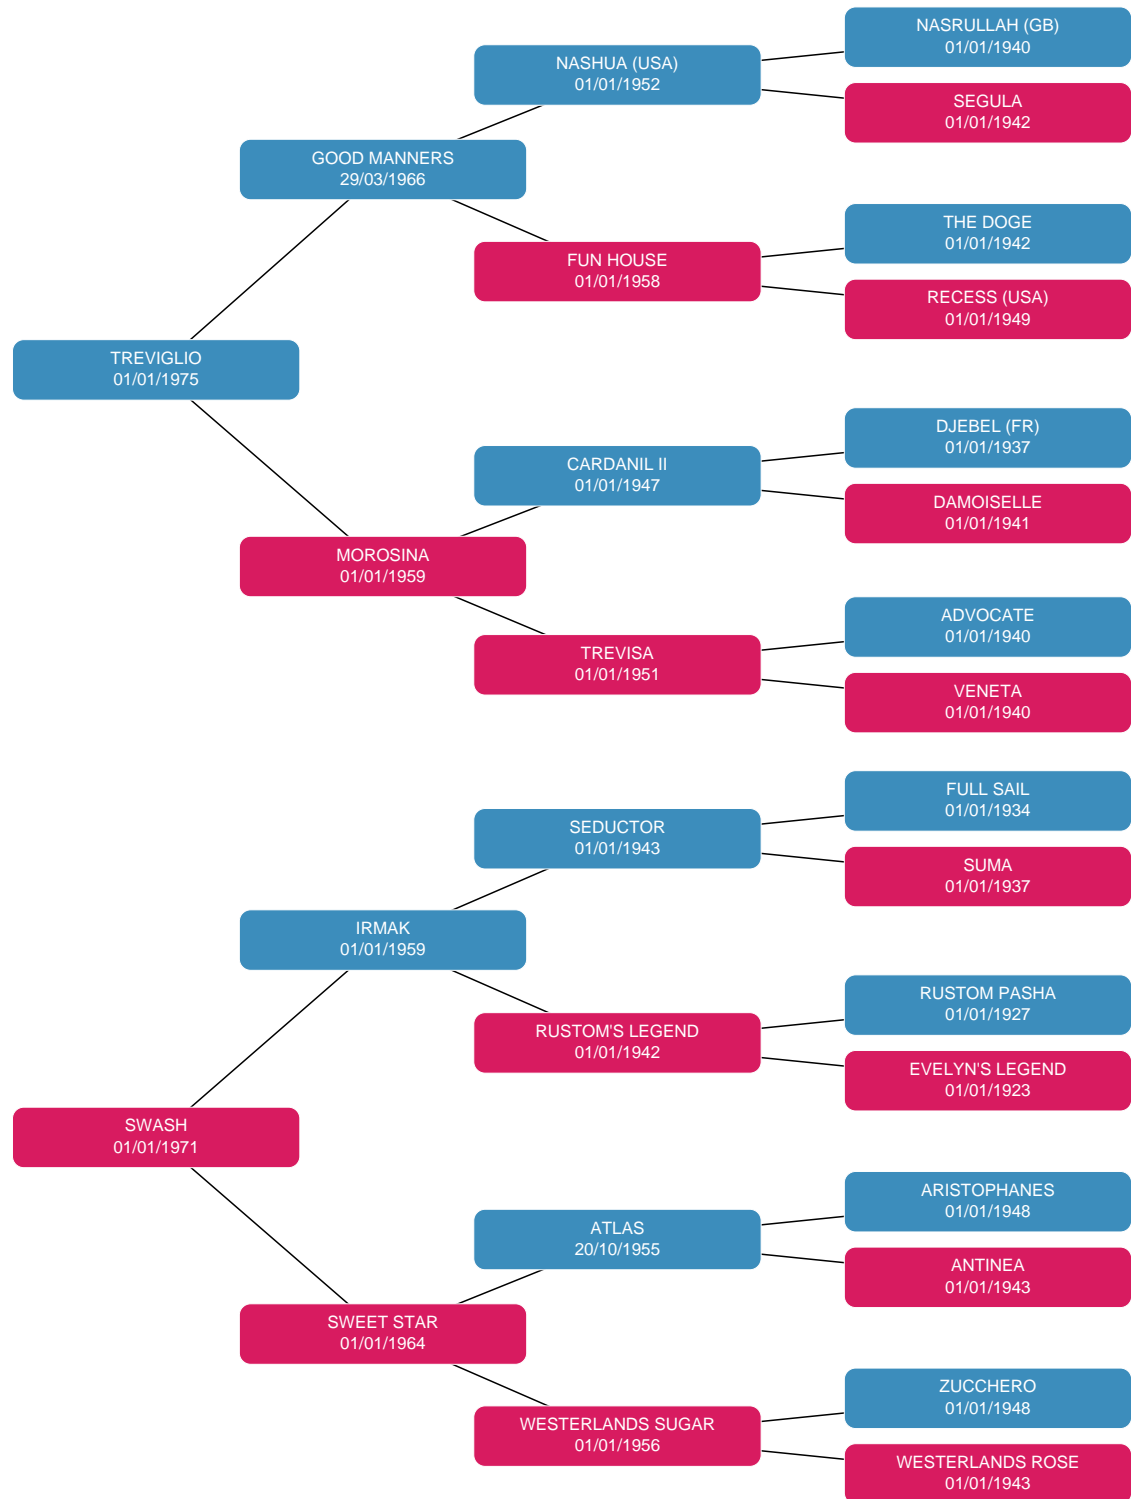 NASRULLAH (GB)
01/01/1940
NASHUA (USA)
01/01/1952
SEGULA
01/01/1942
GOOD MANNERS
29/03/1966
THE DOGE
01/01/1942
FUN HOUSE
01/01/1958
RECESS (USA)
01/01/1949
TREVIGLIO
01/01/1975
DJEBEL (FR)
01/01/1937
CARDANIL II
01/01/1947
DAMOISELLE
01/01/1941
MOROSINA
01/01/1959
ADVOCATE
01/01/1940
TREVISA
01/01/1951
VENETA
01/01/1940
FULL SAIL
01/01/1934
SEDUCTOR
01/01/1943
SUMA
01/01/1937
IRMAK
01/01/1959
RUSTOM PASHA
01/01/1927
RUSTOM'S LEGEND
01/01/1942
EVELYN'S LEGEND
01/01/1923
SWASH
01/01/1971
ARISTOPHANES
01/01/1948
ATLAS
20/10/1955
ANTINEA
01/01/1943
SWEET STAR
01/01/1964
ZUCCHERO
01/01/1948
WESTERLANDS SUGAR
01/01/1956
WESTERLANDS ROSE
01/01/1943